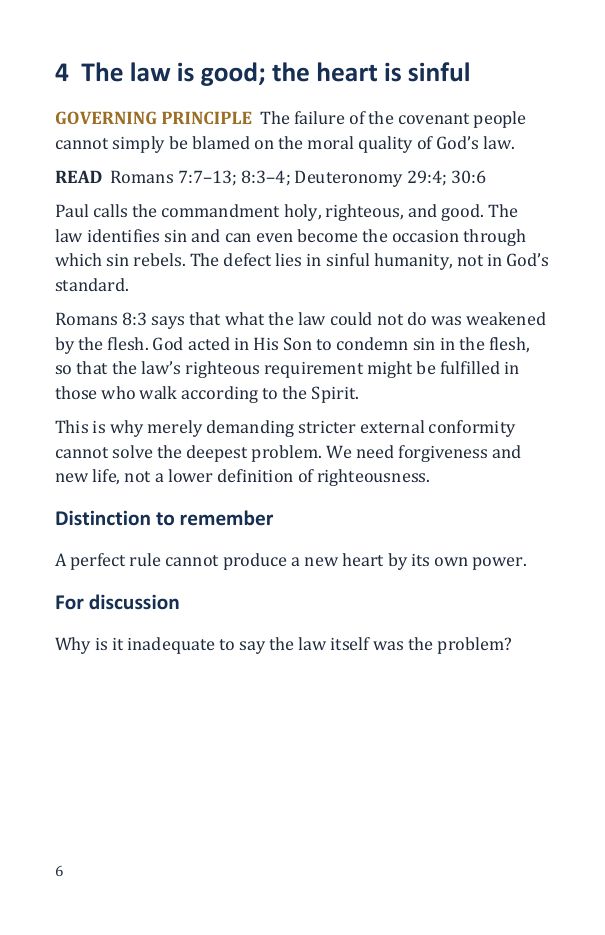 4 The law is good; the heart is sinful
GOVERNING PRINCIPLE The failure of the covenant people
cannot simply be blamed on the moral quality of God’s law.
READ Romans 7:7–13; 8:3–4; Deuteronomy 29:4; 30:6
Paul calls the commandment holy, righteous, and good. The
law identifies sin and can even become the occasion through
which sin rebels. The defect lies in sinful humanity, not in God’s
standard.
Romans 8:3 says that what the law could not do was weakened
by the flesh. God acted in His Son to condemn sin in the flesh,
so that the law’s righteous requirement might be fulfilled in
those who walk according to the Spirit.
This is why merely demanding stricter external conformity
cannot solve the deepest problem. We need forgiveness and
new life, not a lower definition of righteousness.
Distinction to remember
A perfect rule cannot produce a new heart by its own power.
For discussion
Why is it inadequate to say the law itself was the problem?
6